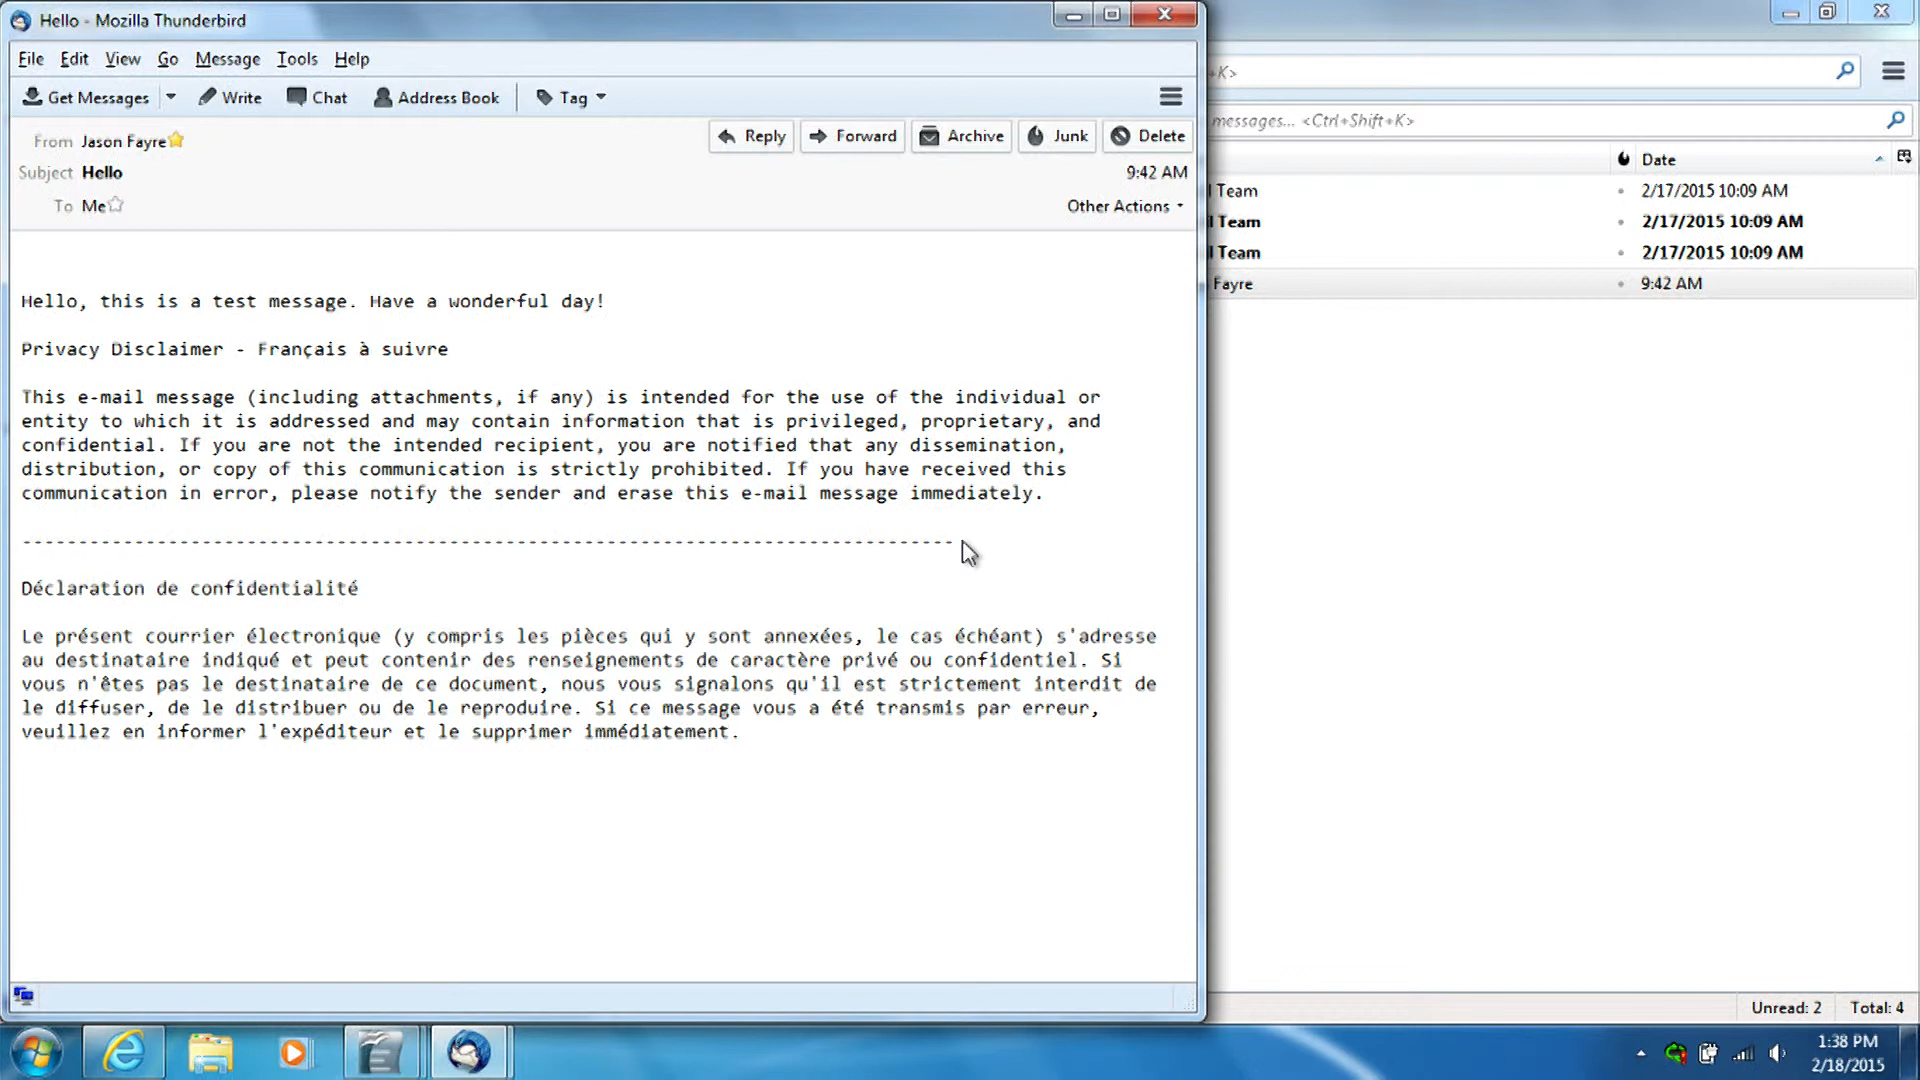 Hello - Mozilla Thunderbird
File Edit View Go Message Tools Help
+K>
Get Messages Write Chat Address Book Tag
messages... <Ctrl+Shift+K>
From Jason Fayre
Reply Forward Archive Junk Delete
Subject Hello
9:42 AM
To Me
Other Actions
Date
Team 2/17/2015 10:09 AM
Team 2/17/2015 10:09 AM
Team 2/17/2015 10:09 AM
Fayre 9:42 AM
Hello, this is a test message. Have a wonderful day!
Privacy Disclaimer - Français à suivre
This e-mail message (including attachments, if any) is intended for the use of the individual or
entity to which it is addressed and may contain information that is privileged, proprietary, and
confidential. If you are not the intended recipient, you are notified that any dissemination,
distribution, or copy of this communication is strictly prohibited. If you have received this
communication in error, please notify the sender and erase this e-mail message immediately.
-----------------------------------------------------------------------------------
Déclaration de confidentialité
Le présent courrier électronique (y compris les pièces qui y sont annexées, le cas échéant) s'adresse
au destinataire indiqué et peut contenir des renseignements de caractère privé ou confidentiel. Si
vous n'êtes pas le destinataire de ce document, nous vous signalons qu'il est strictement interdit de
le diffuser, de le distribuer ou de le reproduire. Si ce message vous a été transmis par erreur,
veuillez en informer l'expéditeur et le supprimer immédiatement.
Unread: 2 Total: 4
1:38 PM
2/18/2015